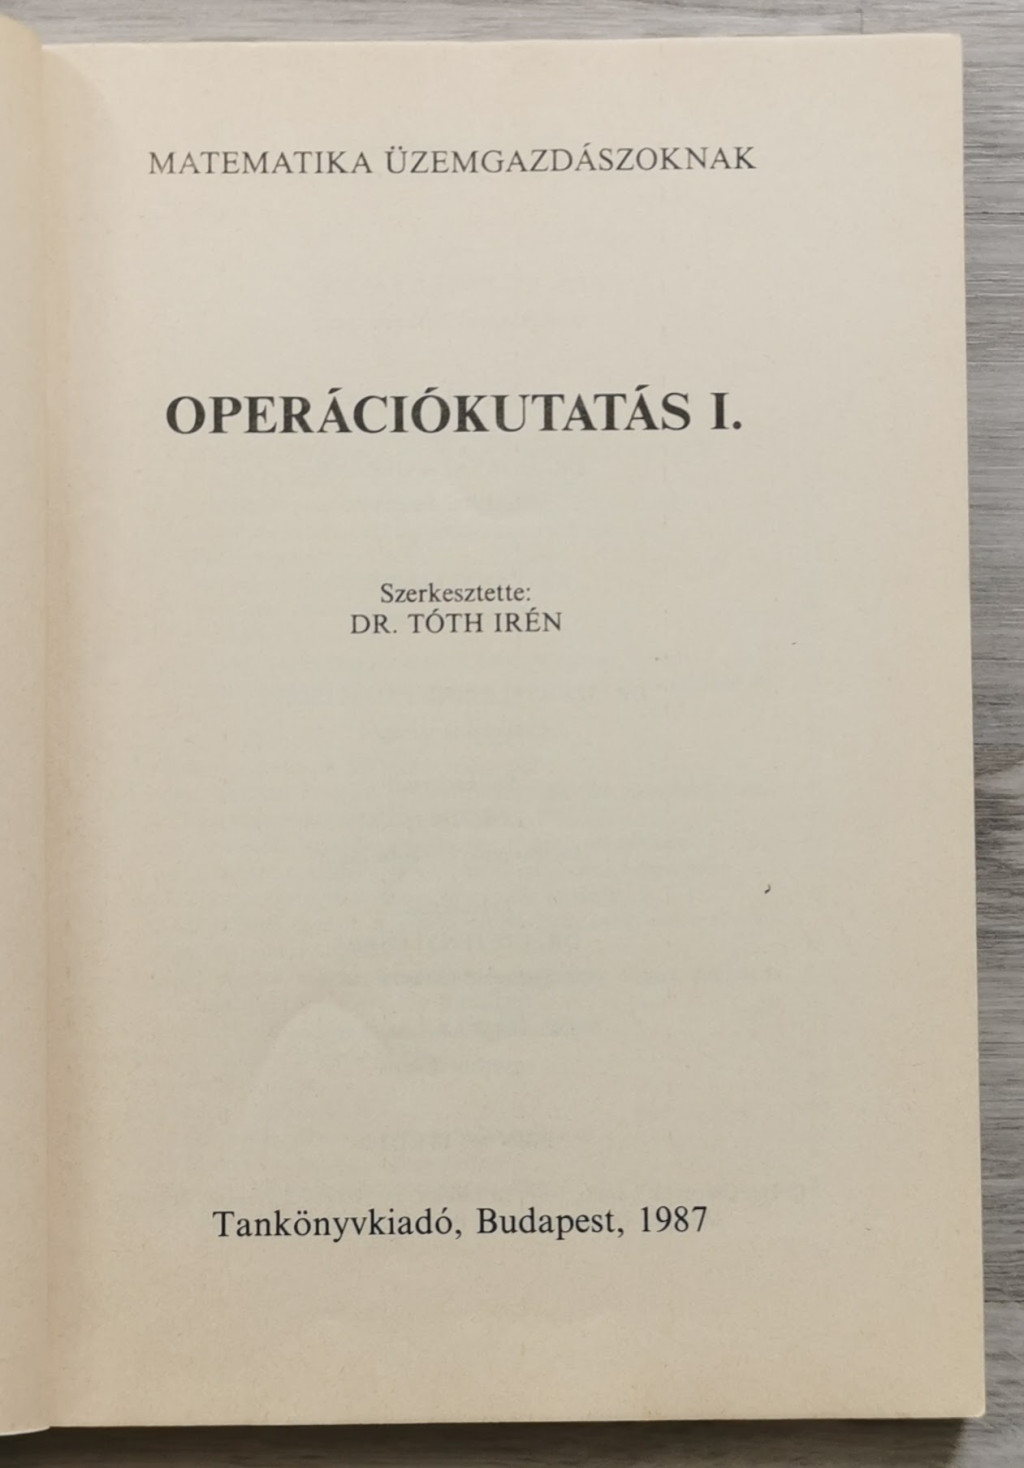 MATEMATIKA ÜZEMGAZDÁSZOKNAK
OPERÁCIÓKUTATÁS I.
Szerkesztette:
DR. TÓTH IRÉN
Tankönyvkiadó, Budapest, 1987